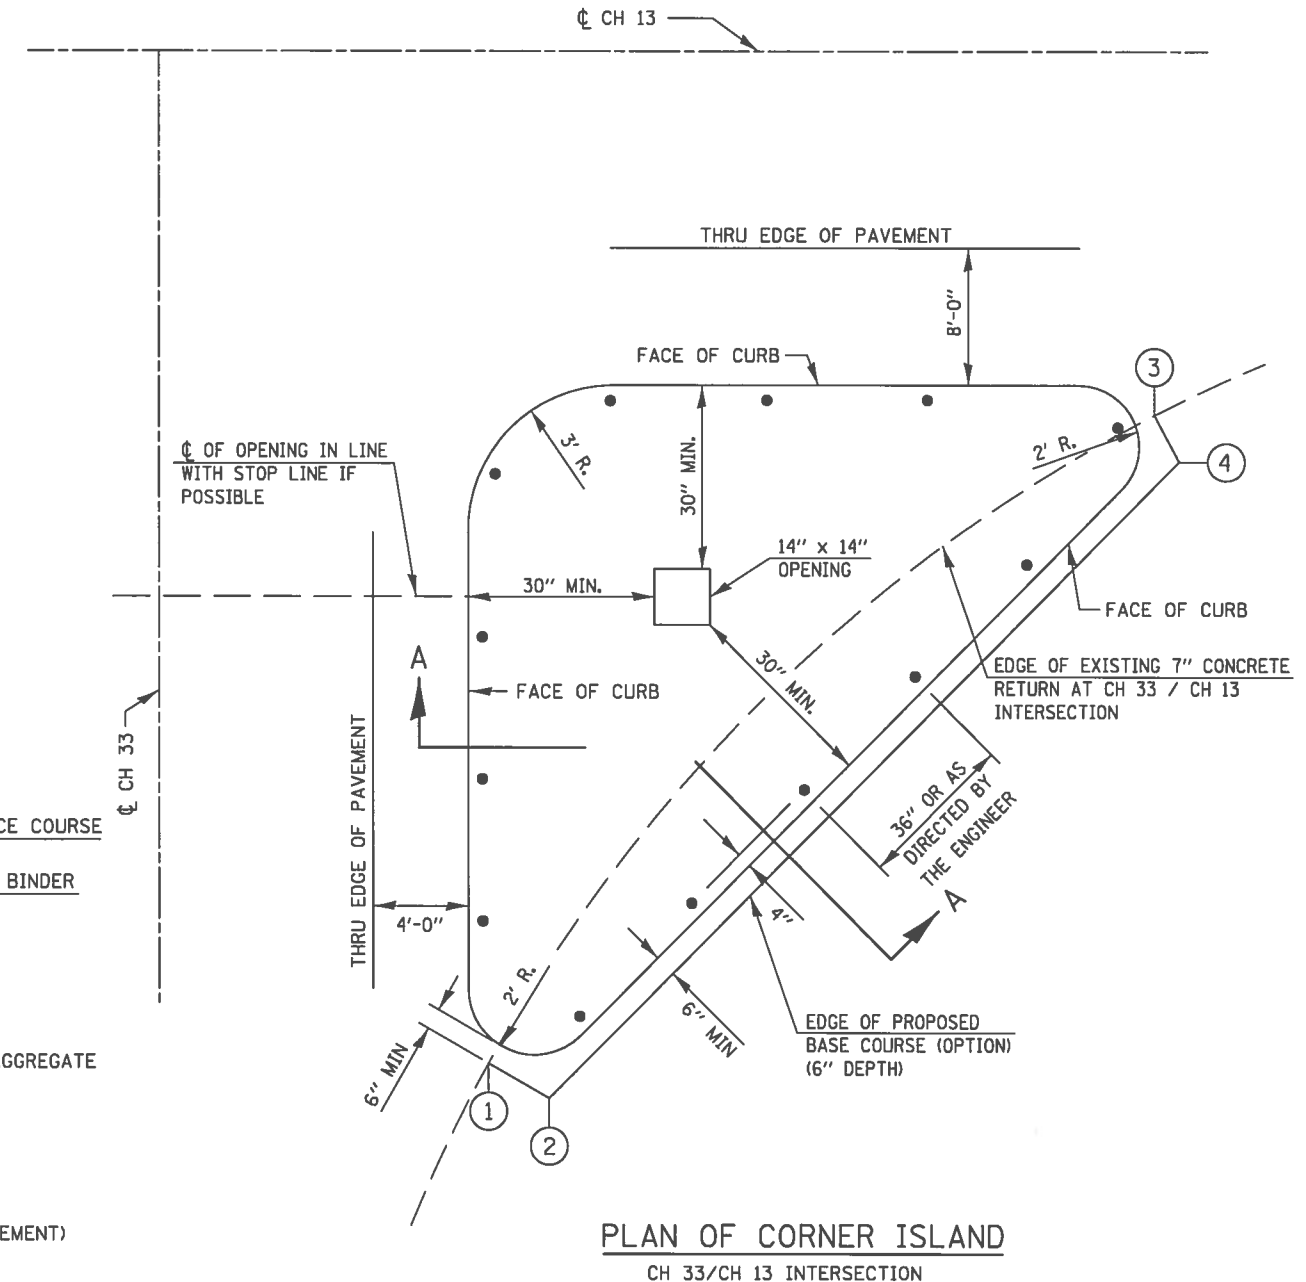 ℄ CH 13
THRU EDGE OF PAVEMENT
8'-0"
FACE OF CURB
3
4
2' R.
3' R.
30" MIN.
℄ OF OPENING IN LINE
WITH STOP LINE IF
POSSIBLE
14" x 14"
OPENING
30" MIN.
FACE OF CURB
A
30" MIN.
EDGE OF EXISTING 7" CONCRETE
RETURN AT CH 33 / CH 13
INTERSECTION
FACE OF CURB
℄ CH 33
THRU EDGE OF PAVEMENT
36" OR AS
DIRECTED BY
THE ENGINEER
CE COURSE
BINDER
A
4'-0"
4"
2' R.
6" MIN
6" MIN
EDGE OF PROPOSED
BASE COURSE (OPTION)
(6" DEPTH)
AGGREGATE
1
2
EMENT)
PLAN OF CORNER ISLAND
CH 33/CH 13 INTERSECTION